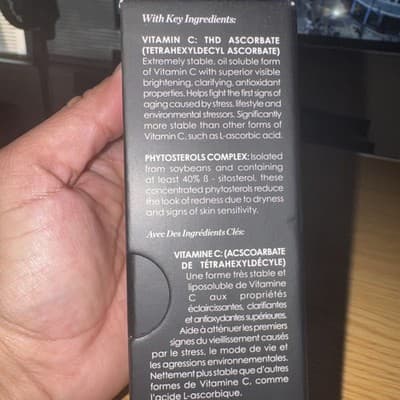 With Key Ingredients:
VITAMIN C: THD ASCORBATE
(TETRAHEXYLDECYL ASCORBATE)
Extremely stable, oil soluble form
of Vitamin C with superior visible
brightening, clarifying, antioxidant
properties. Helps fight the first signs of
aging caused by stress, lifestyle and
environmental stressors. Significantly
more stable than other forms of
Vitamin C, such as L-ascorbic acid.
PHYTOSTEROLS COMPLEX: Isolated
from soybeans and containing
at least 40% ß - sitosterol, these
concentrated phytosterols reduce
the look of redness due to dryness
and signs of skin sensitivity.
Avec Des Ingrédients Clés:
VITAMINE C: (ACSCOARBATE
DE TÉTRAHEXYLDÉCYLE)
Une forme très stable et
liposoluble de Vitamine
C aux propriétés
éclaircissantes, clarifiantes
et antioxydantes supérieures.
Aide à atténuer les premiers
signes du vieillissement causés
par le stress, le mode de vie et
les agressions environnementales.
Nettement plus stable que d'autres
formes de Vitamine C, comme
l'acide L-ascorbique.